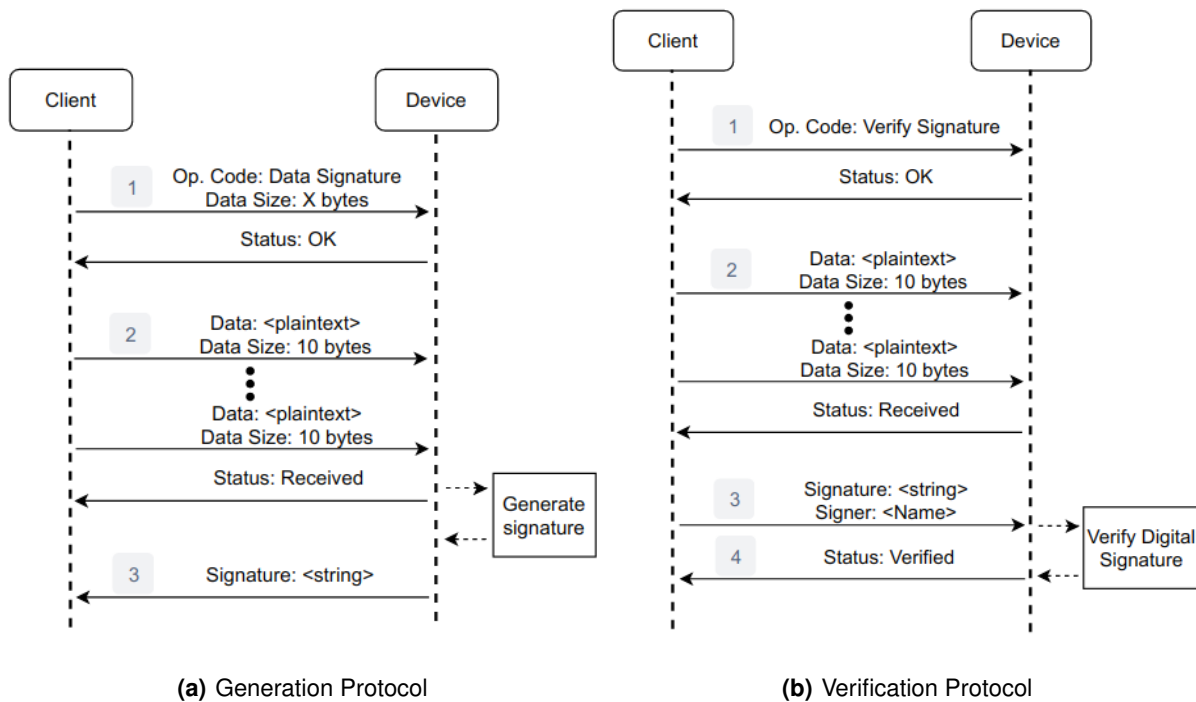 Client
Device
1
Op. Code: Data Signature
Data Size: X bytes
Status: OK
2
Data: <plaintext>
Data Size: 10 bytes
Data: <plaintext>
Data Size: 10 bytes
Status: Received
Generate
signature
3
Signature: <string>
(a) Generation Protocol
Client
Device
1
Op. Code: Verify Signature
Status: OK
2
Data: <plaintext>
Data Size: 10 bytes
Data: <plaintext>
Data Size: 10 bytes
Status: Received
3
Signature: <string>
Signer: <Name>
Verify Digital
Signature
4
Status: Verified
(b) Verification Protocol